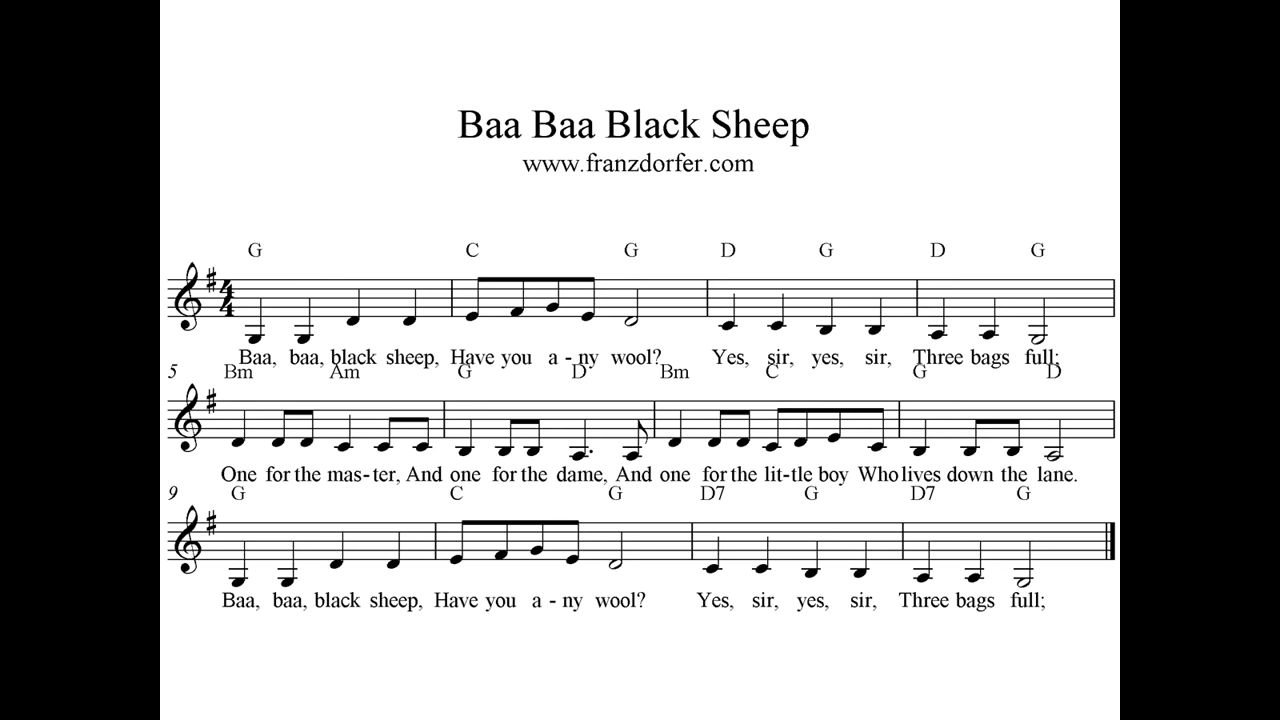 Baa Baa Black Sheep
www.franzdorfer.com
G C G D G D G
4
4
Baa, baa, black sheep, Have you a - ny wool? Yes, sir, yes, sir, Three bags full;
5 Bm Am G D Bm C G D
One for the mas-ter, And one for the dame, And one for the lit-tle boy Who lives down the lane.
9 G C G D7 G D7 G
Baa, baa, black sheep, Have you a - ny wool? Yes, sir, yes, sir, Three bags full;